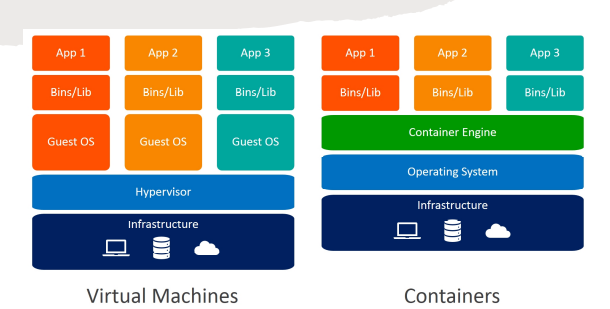 App 1
App 2
App 3
Bins/Lib
Bins/Lib
Bins/Lib
Guest OS
Guest OS
Guest OS
Hypervisor
Infrastructure
Virtual Machines
App 1
App 2
App 3
Bins/Lib
Bins/Lib
Bins/Lib
Container Engine
Operating System
Infrastructure
Containers